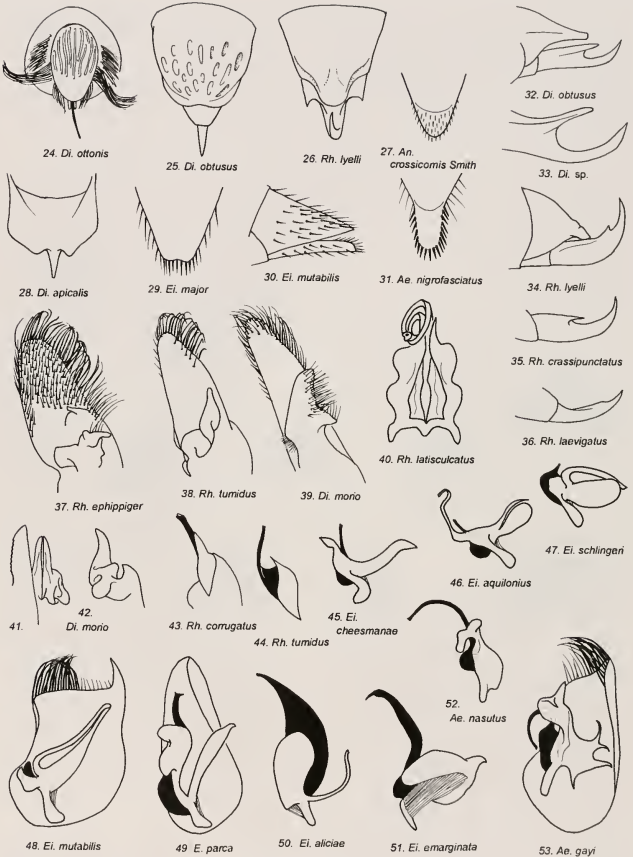 24. Di. ottonis
25. Di. obtusus
26. Rh. lyelli
27. An.
crossicornis Smith
32. Di. obtusus
33. Di. sp.
28. Di. apicalis
29. Ei. major
30. Ei. mutabilis
31. Ae. nigrofasciatus
34. Rh. lyelli
35. Rh. crassipunctatus
36. Rh. laevigatus
37. Rh. ephippiger
38. Rh. tumidus
39. Di. morio
40. Rh. latisculcatus
41.
42.
Di. morio
43. Rh. corrugatus
44. Rh. tumidus
45. Ei.
cheesmanae
46. Ei. aquilonius
47. Ei. schlingeri
48. Ei. mutabilis
49 E. parca
50. Ei. aliciae
51. Ei. emarginata
52.
Ae. nasutus
53. Ae. gayi